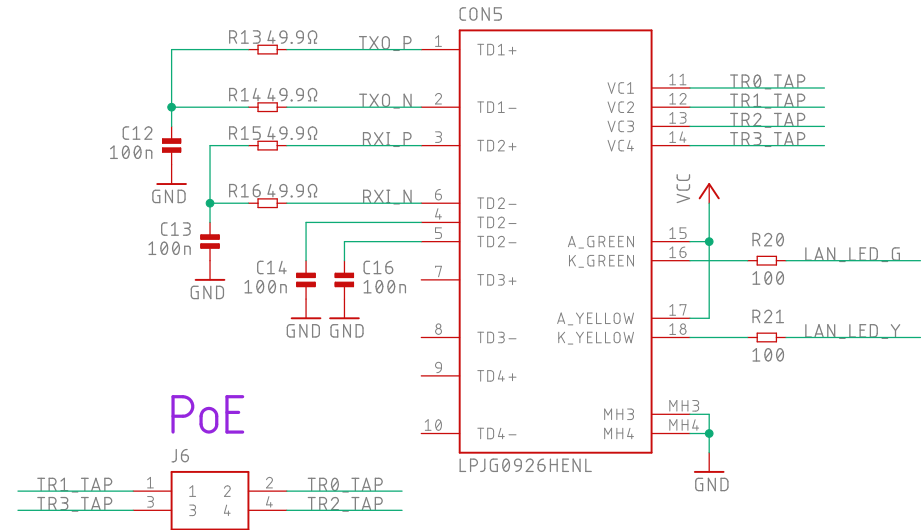 CON5
R13 49.9Ω TXO_P 1 TD1+
R14 49.9Ω TXO_N 2 TD1-
R15 49.9Ω RXI_P 3 TD2+
R16 49.9Ω RXI_N 6 TD2-
4 TD2-
5 TD2-
7 TD3+
8 TD3-
9 TD4+
10 TD4-
C12
100n
GND
C13
100n
GND
C14
100n
GND
C16
100n
GND
VC1 11 TR0_TAP
VC2 12 TR1_TAP
VC3 13 TR2_TAP
VC4 14 TR3_TAP
VCC
A_GREEN 15
K_GREEN 16
R20
100
LAN_LED_G
A_YELLOW 17
K_YELLOW 18
R21
100
LAN_LED_Y
MH3 MH3
MH4 MH4
GND
LPJG0926HENL
PoE
J6
TR1_TAP 1 1 2 2 TR0_TAP
TR3_TAP 3 3 4 4 TR2_TAP